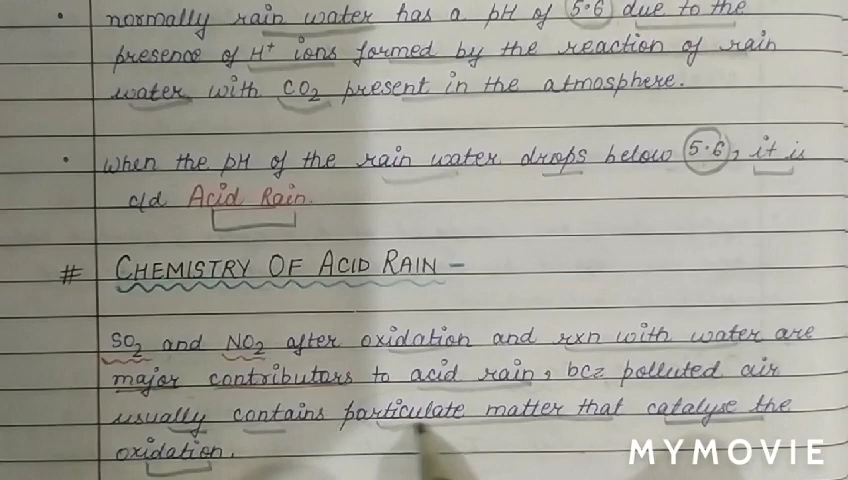 • normally rain water has a pH of 5.6 due to the
presence of H⁺ ions formed by the reaction of rain
water with CO₂ present in the atmosphere.
• when the pH of the rain water drops below 5.6, it is
c/d Acid Rain.
# CHEMISTRY OF ACID RAIN –
SO₂ and NO₂ after oxidation and rxn with water are
major contributors to acid rain, bcz polluted air
usually contains particulate matter that catalyse the
oxidation.
MYMOVIE